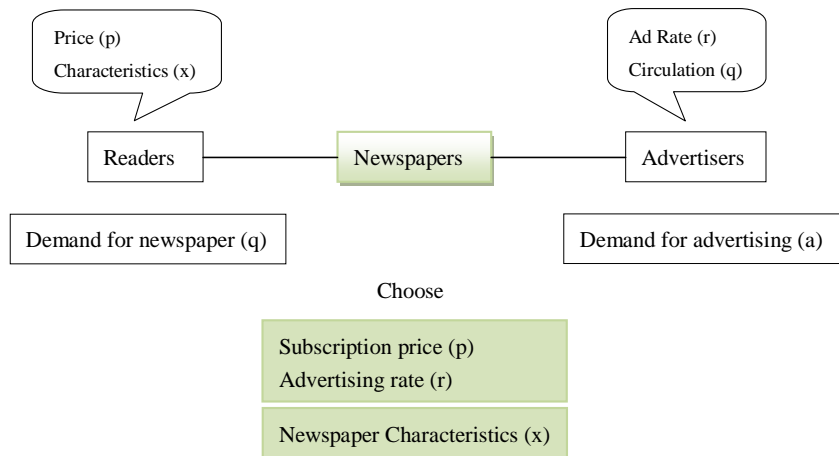 Price (p)
Characteristics (x)
Ad Rate (r)
Circulation (q)
Readers
Newspapers
Advertisers
Demand for newspaper (q)
Demand for advertising (a)
Choose
Subscription price (p)
Advertising rate (r)
Newspaper Characteristics (x)